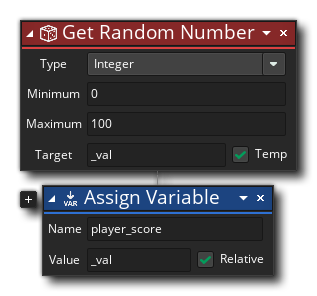 Get Random Number
Type Integer
Minimum 0
Maximum 100
Target _val Temp
VAR Assign Variable
Name player_score
Value _val Relative